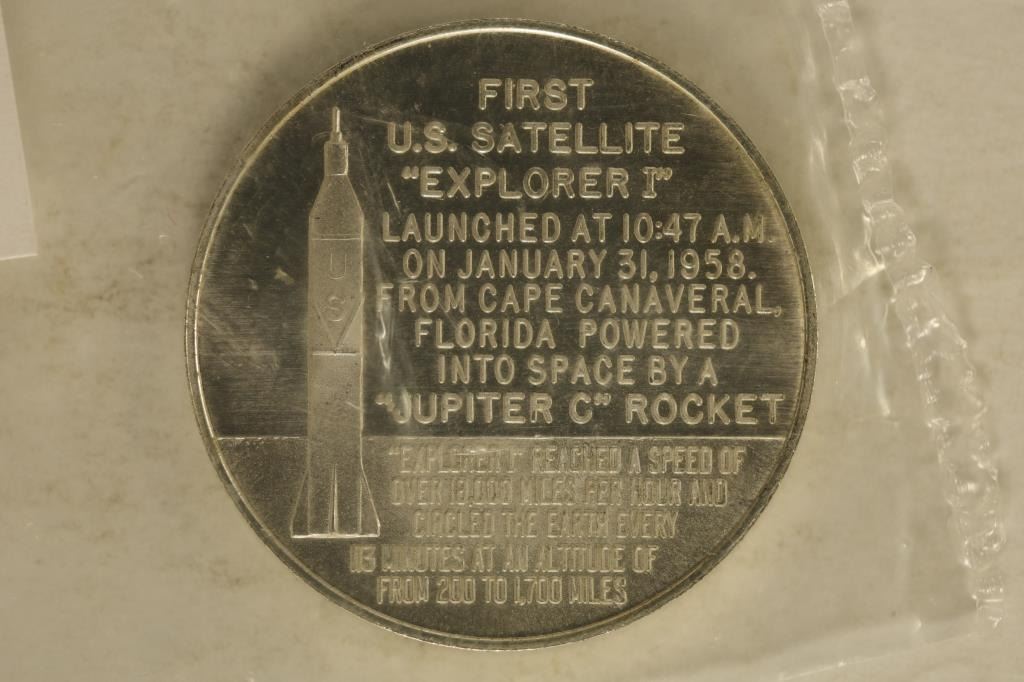 FIRST
U.S. SATELLITE
"EXPLORER I"
LAUNCHED AT 10:47 A.M.
ON JANUARY 31, 1958.
FROM CAPE CANAVERAL,
FLORIDA POWERED
INTO SPACE BY A
"JUPITER C" ROCKET
"EXPLORER I" REACHED A SPEED OF
OVER 18,000 MILES PER HOUR AND
CIRCLED THE EARTH EVERY
113 MINUTES AT AN ALTITUDE OF
FROM 200 TO 1,700 MILES
U
S